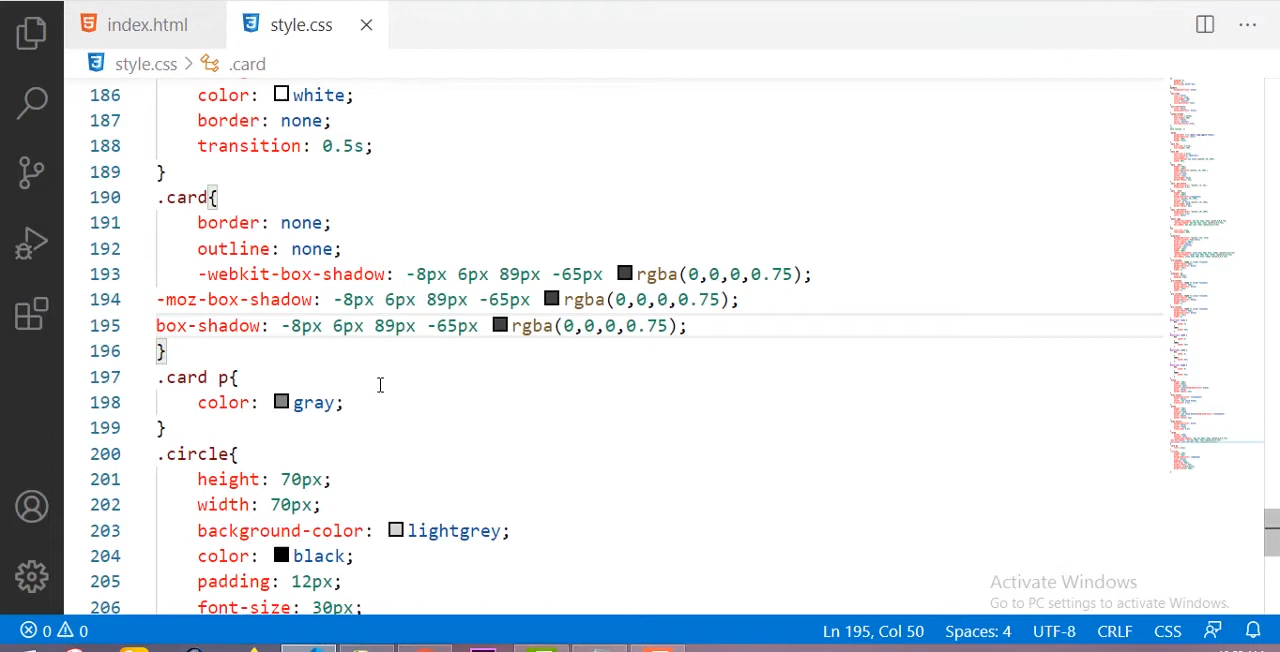 index.html style.css
style.css > .card
186 color: white;
187 border: none;
188 transition: 0.5s;
189 }
190 .card{
191 border: none;
192 outline: none;
193 -webkit-box-shadow: -8px 6px 89px -65px rgba(0,0,0,0.75);
194 -moz-box-shadow: -8px 6px 89px -65px rgba(0,0,0,0.75);
195 box-shadow: -8px 6px 89px -65px rgba(0,0,0,0.75);
196 }
197 .card p{
198 color: gray;
199 }
200 .circle{
201 height: 70px;
202 width: 70px;
203 background-color: lightgrey;
204 color: black;
205 padding: 12px;
206 font-size: 30px;
Activate Windows
Go to PC settings to activate Windows.
0 0 Ln 195, Col 50 Spaces: 4 UTF-8 CRLF CSS